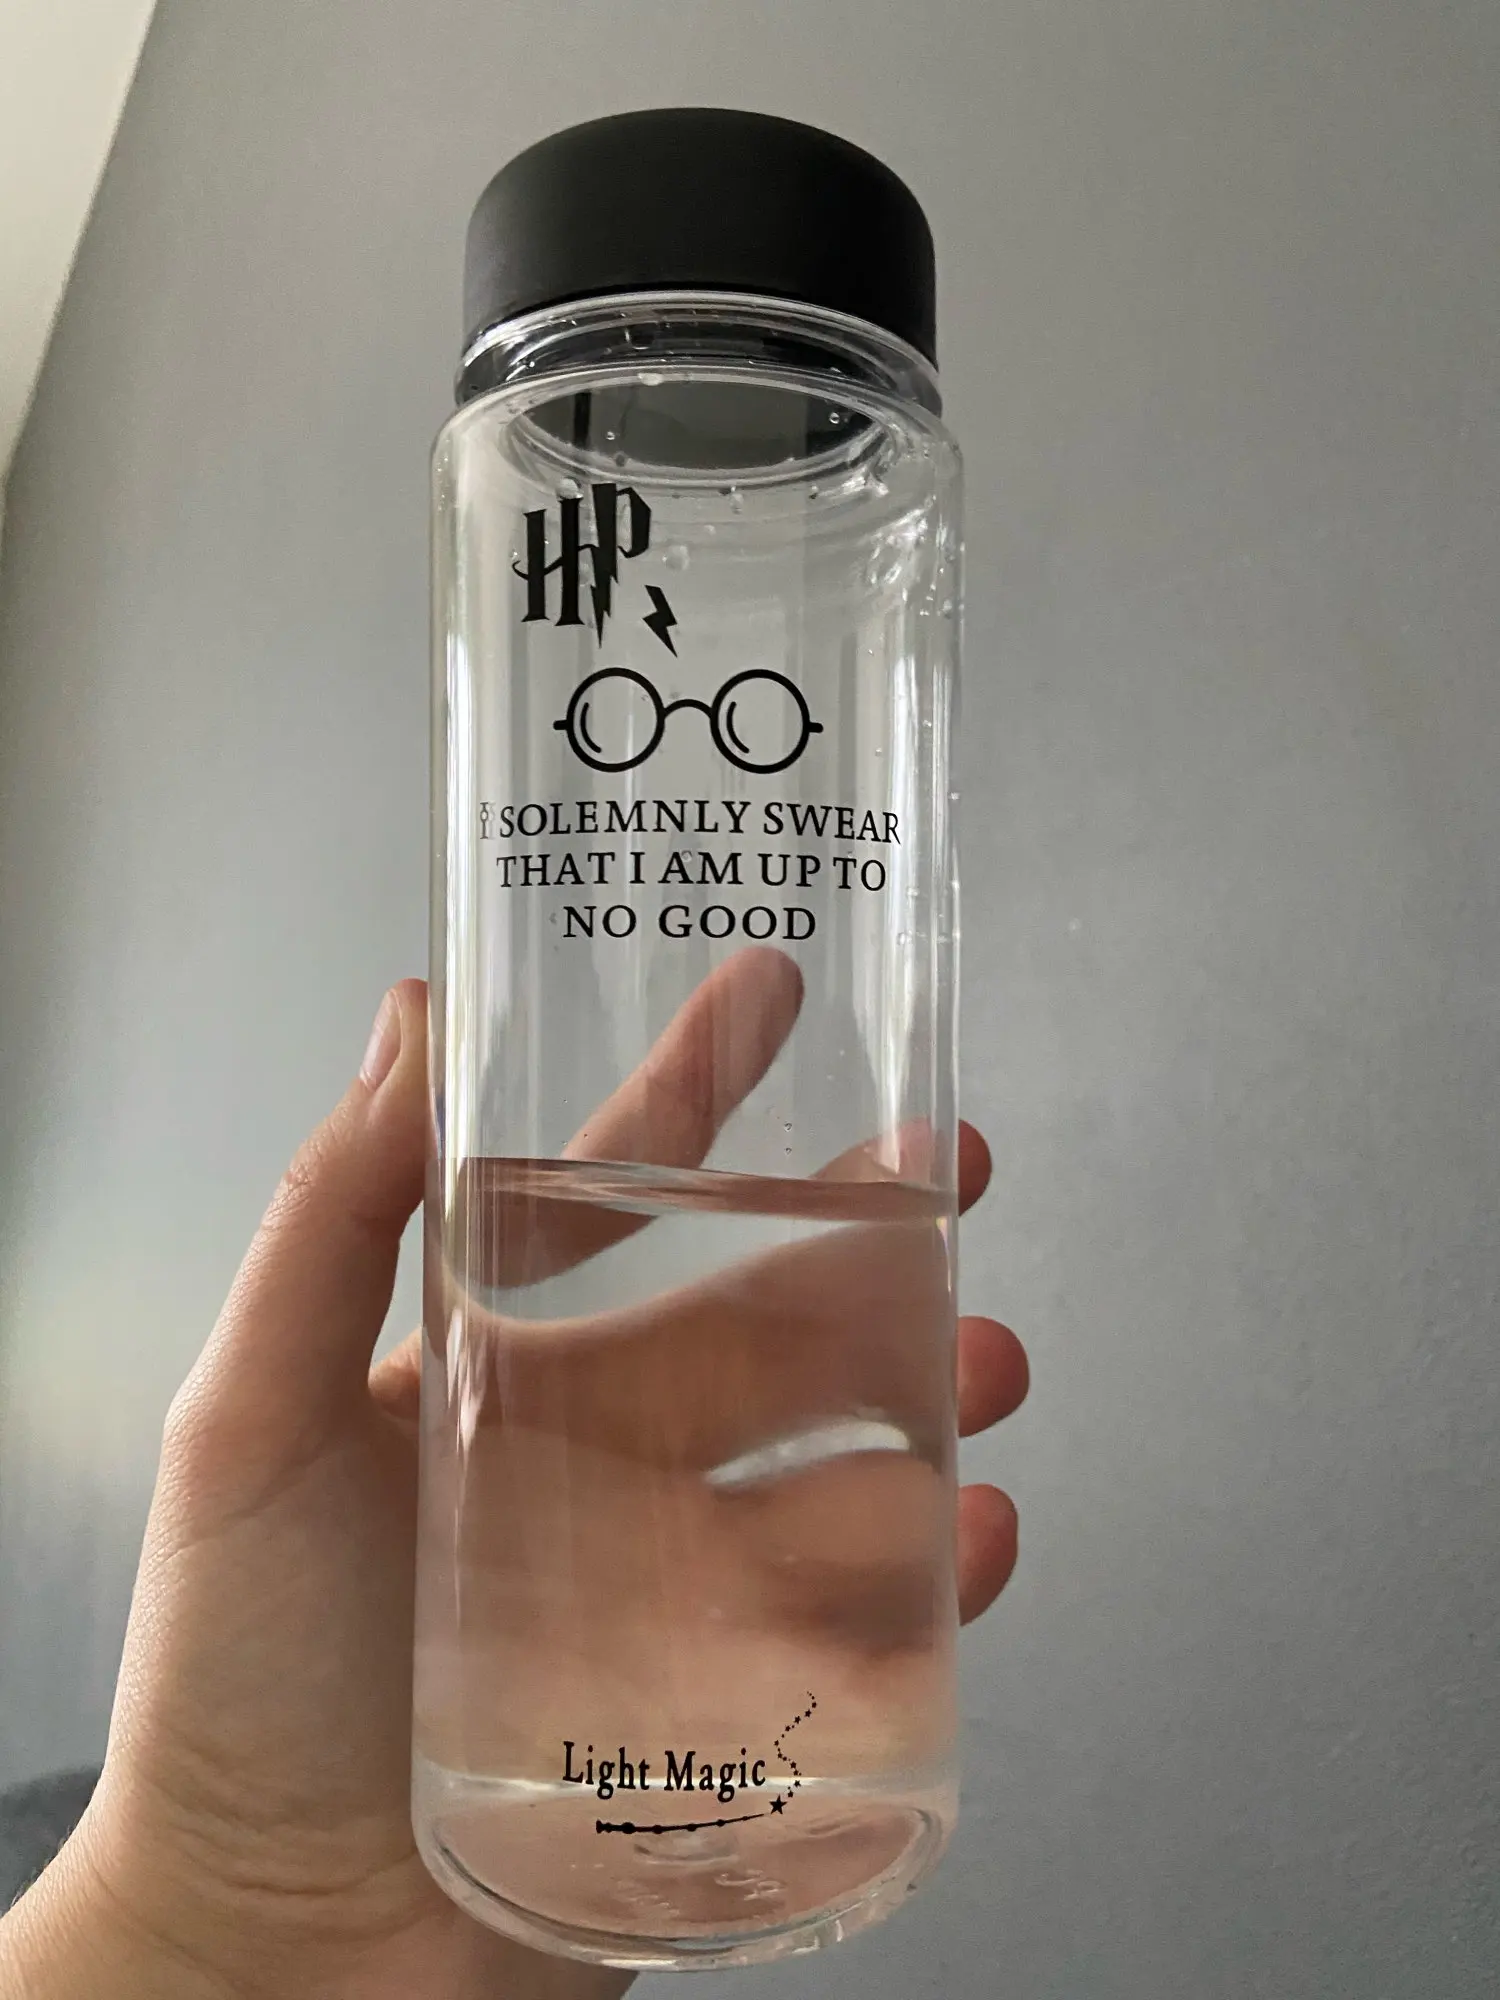 HP
I SOLEMNLY SWEAR
THAT I AM UP TO
NO GOOD
Light Magic